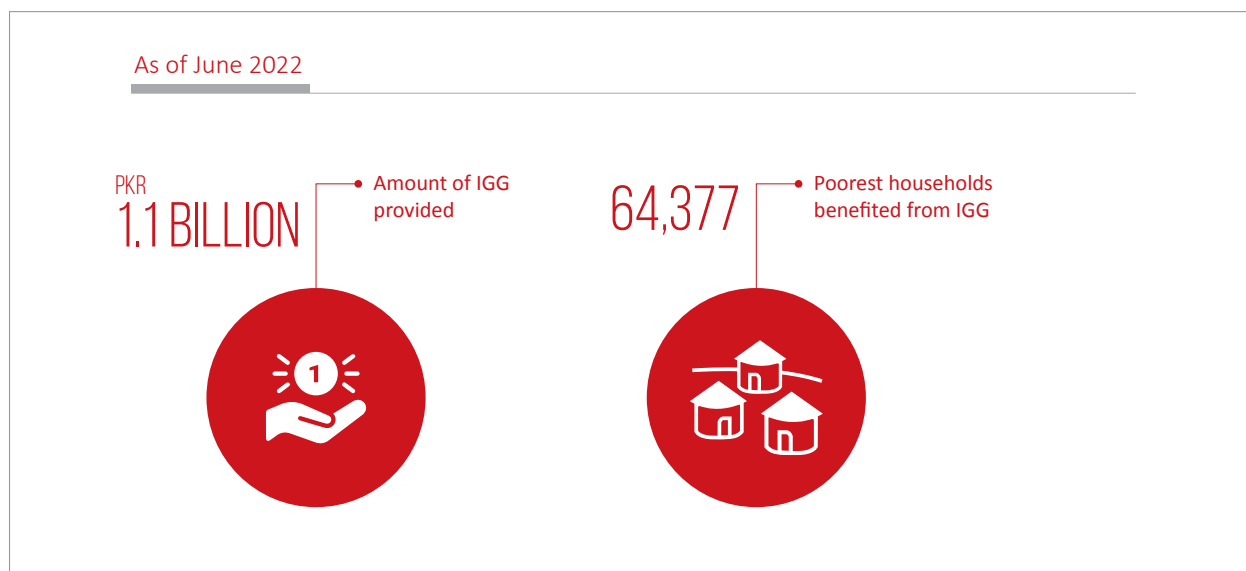 As of June 2022
PKR
1.1 BILLION
Amount of IGG
provided
1
64,377
Poorest households
benefited from IGG